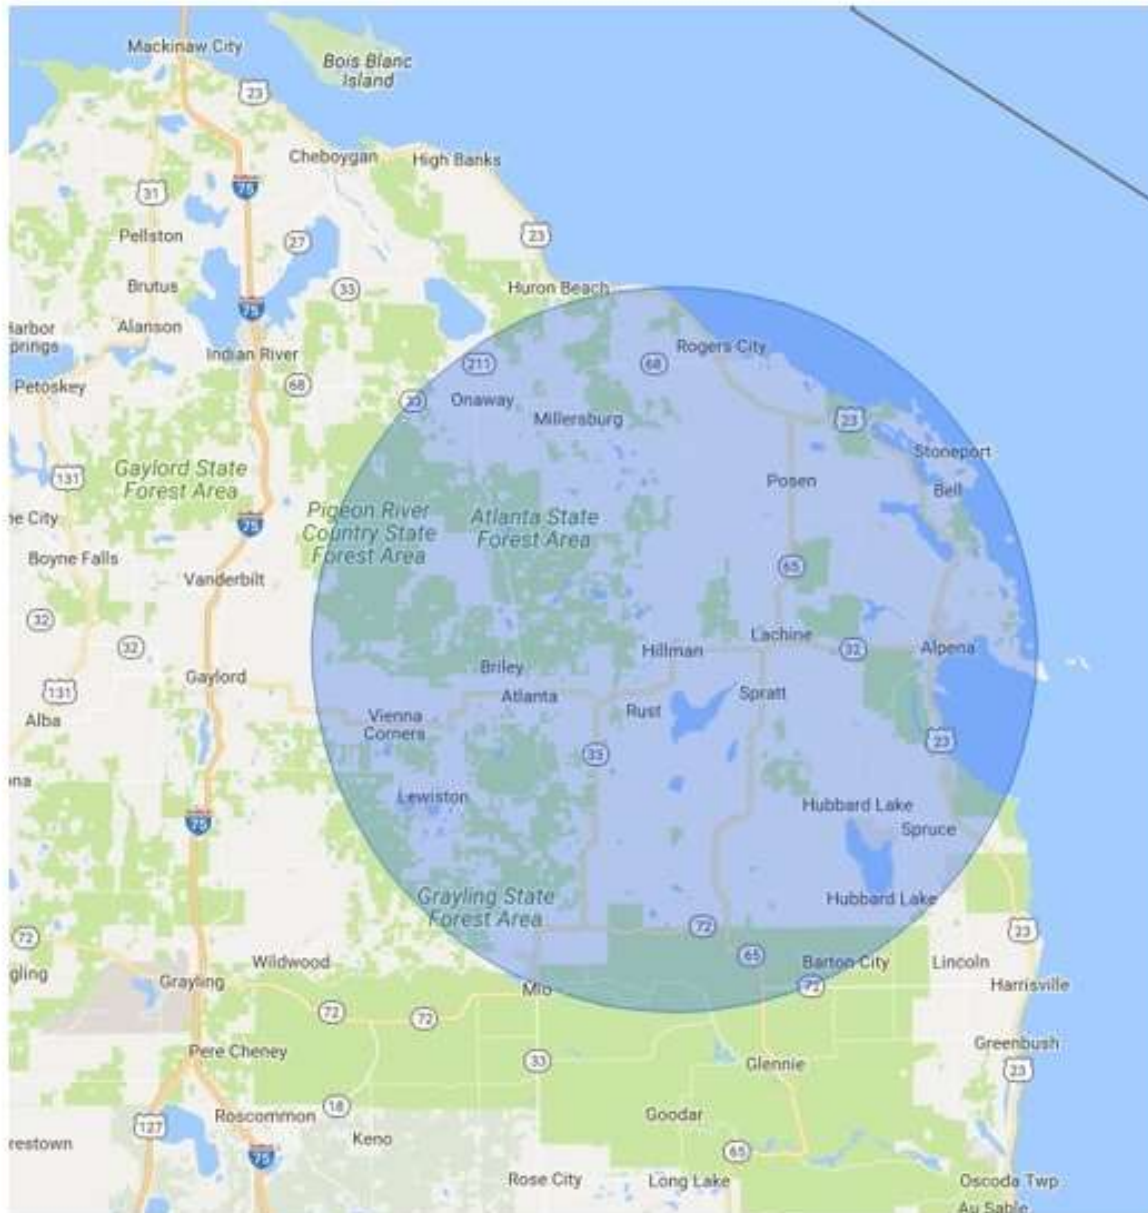 Mackinaw City
Bois Blanc
Island
23
Cheboygan
High Banks
75
31
Pellston
27
23
Brutus
33
Huron Beach
75
Harbor
prings
Alanson
Indian River
Rogers City
211
68
68
Petoskey
33
Onaway
Millersburg
23
Gaylord State
Forest Area
Stoneport
131
Posen
Bell
Pigeon River
Country State
Forest Area
Atlanta State
Forest Area
ne City
75
Boyne Falls
Vanderbilt
65
32
32
Lachine
Hillman
32
Alpena
Briley
Gaylord
131
Atlanta
Spratt
Rust
Alba
Vienna
Corners
33
23
na
Lewiston
Hubbard Lake
75
Spruce
Grayling State
Forest Area
Hubbard Lake
72
72
23
65
Wildwood
Barton City
Lincoln
gling
Grayling
Mio
72
Harrisville
72
72
Pere Cheney
33
Glennie
Greenbush
23
18
Roscommon
Goodar
127
Keno
restown
75
65
Rose City
Long Lake
Oscoda Twp
Au Sable